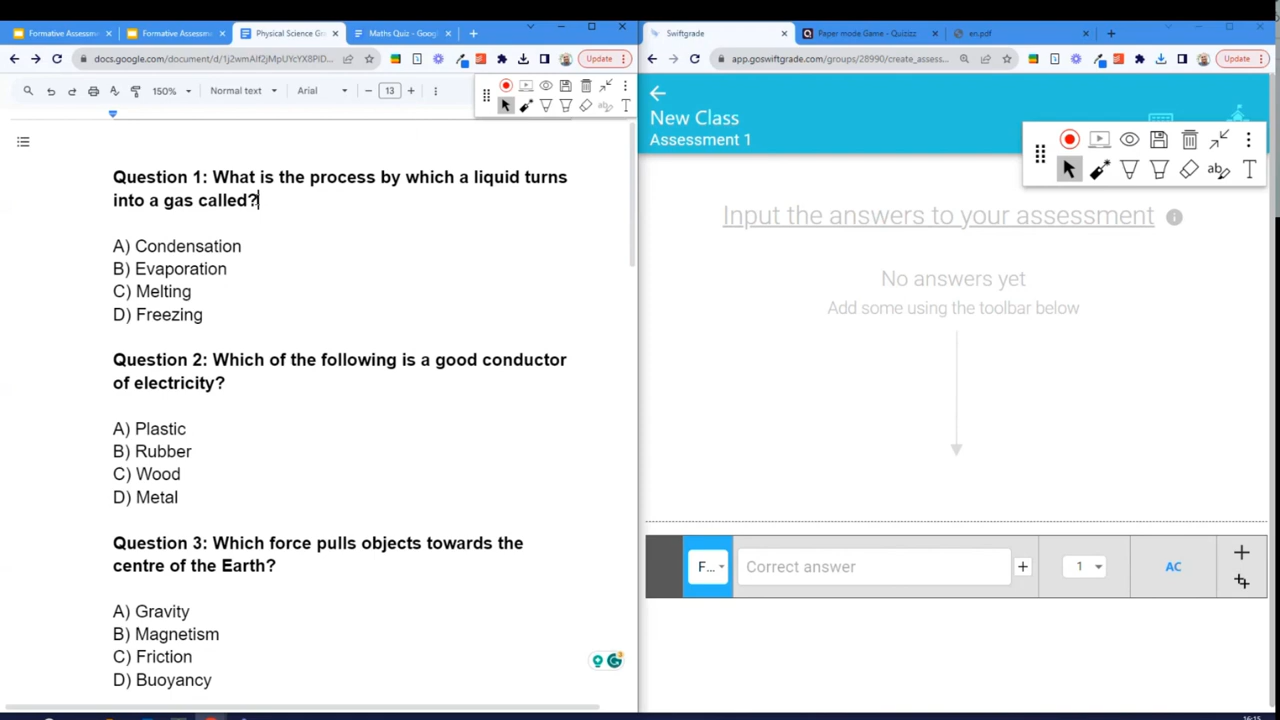 Formative Assessm
Formative Assessme
Physical Science Gr
Maths Quiz - Goog
docs.google.com/document/d/1j2wmAIf2jMpUYcYX8PlD...
Update
150%
Normal text
Arial
13
Question 1: What is the process by which a liquid turns
into a gas called?
A) Condensation
B) Evaporation
C) Melting
D) Freezing
Question 2: Which of the following is a good conductor
of electricity?
A) Plastic
B) Rubber
C) Wood
D) Metal
Question 3: Which force pulls objects towards the
centre of the Earth?
A) Gravity
B) Magnetism
C) Friction
D) Buoyancy
Swiftgrade
Paper mode Game - Quizizz
en.pdf
app.goswiftgrade.com/groups/28990/create_assess...
Update
New Class
Assessment 1
Input the answers to your assessment
No answers yet
Add some using the toolbar below
F...
Correct answer
1
AC
16:15